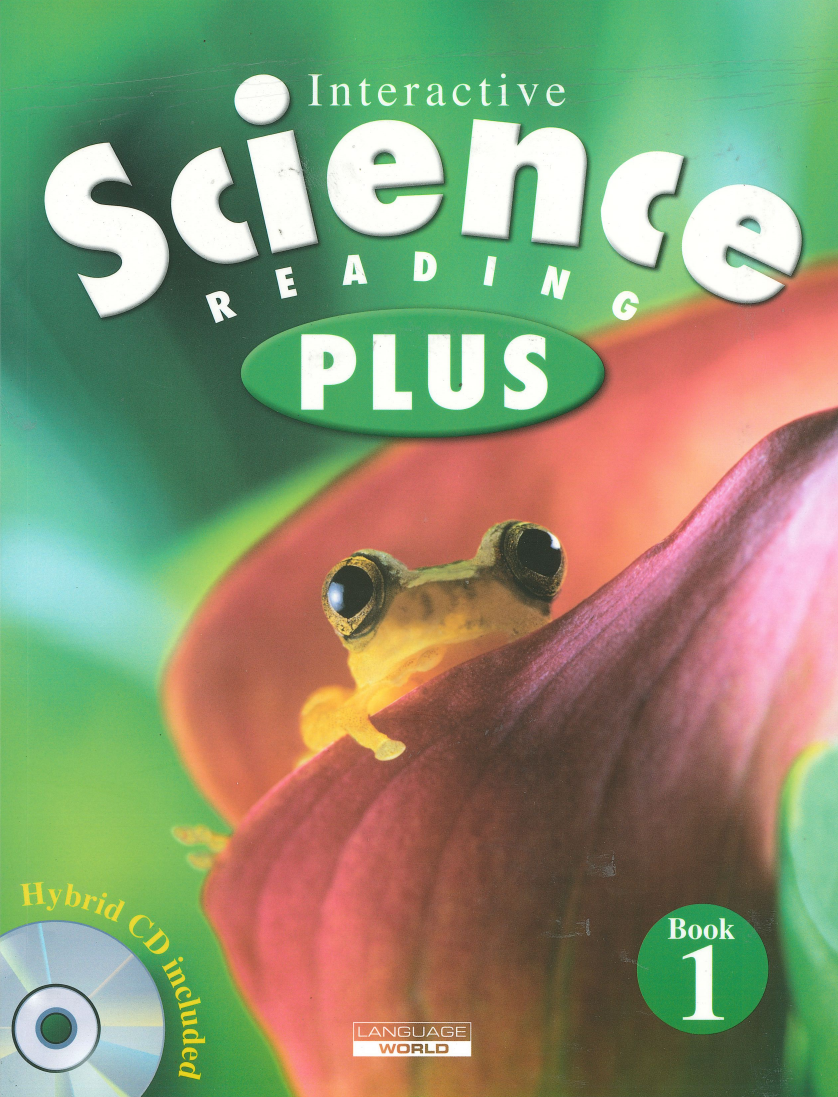 Interactive
Science
READING
PLUS
Hybrid CD included
Book
1
LANGUAGE
WORLD